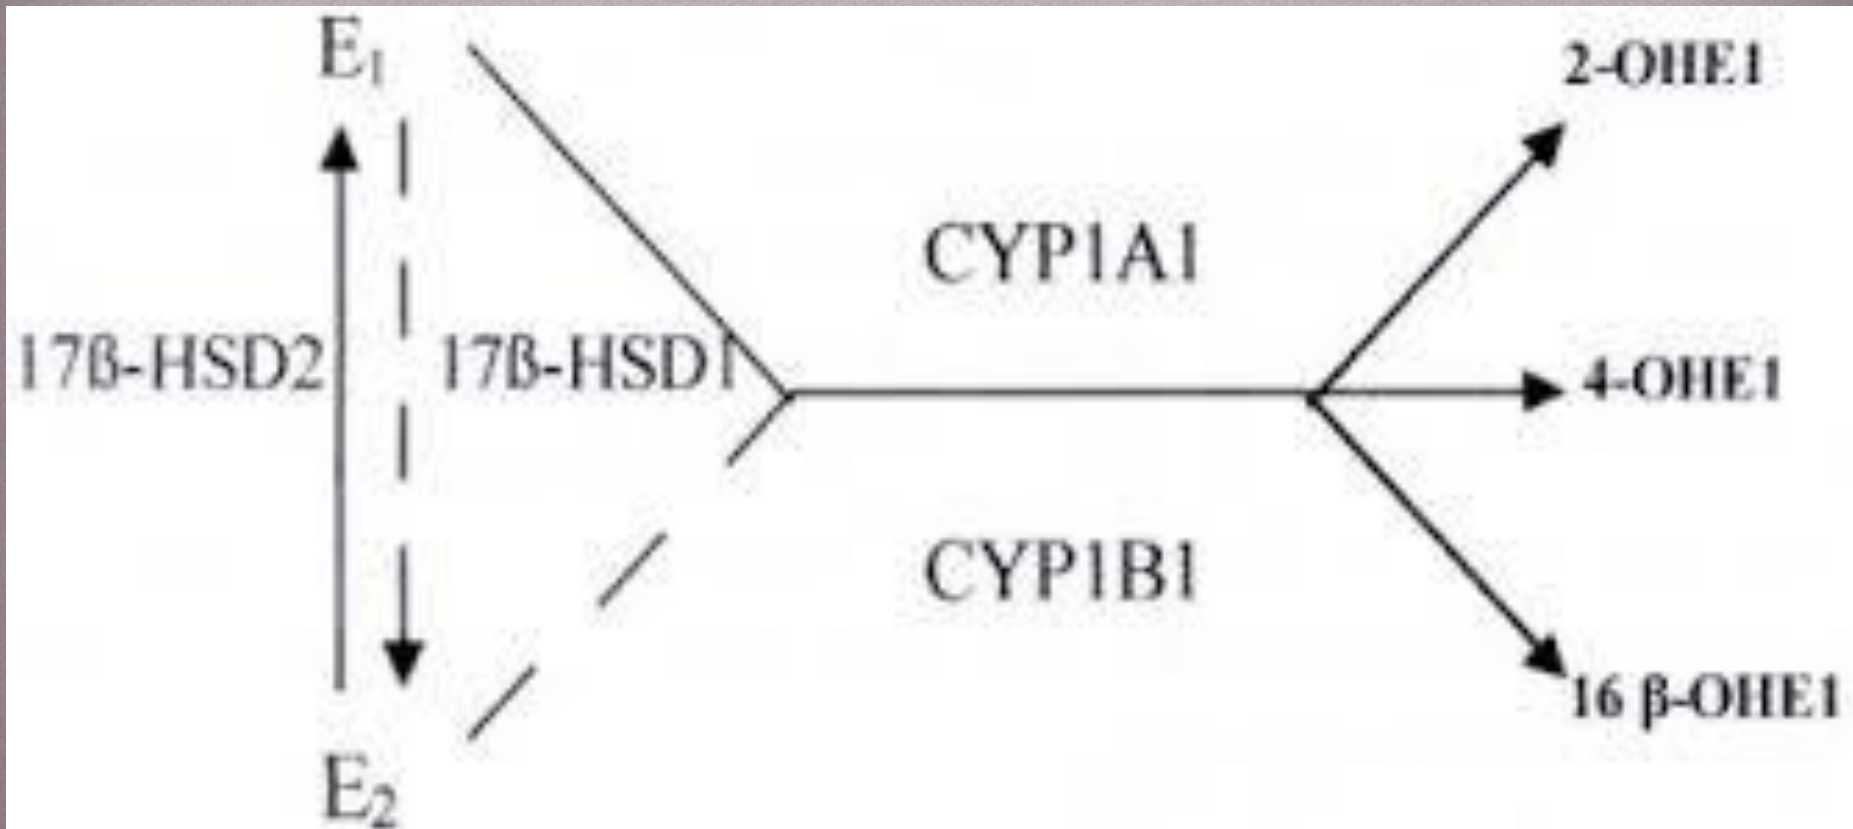 E₁
2-OHE1
CYP1A1
17ß-HSD2
17ß-HSD1
4-OHE1
CYP1B1
16 β-OHE1
E₂